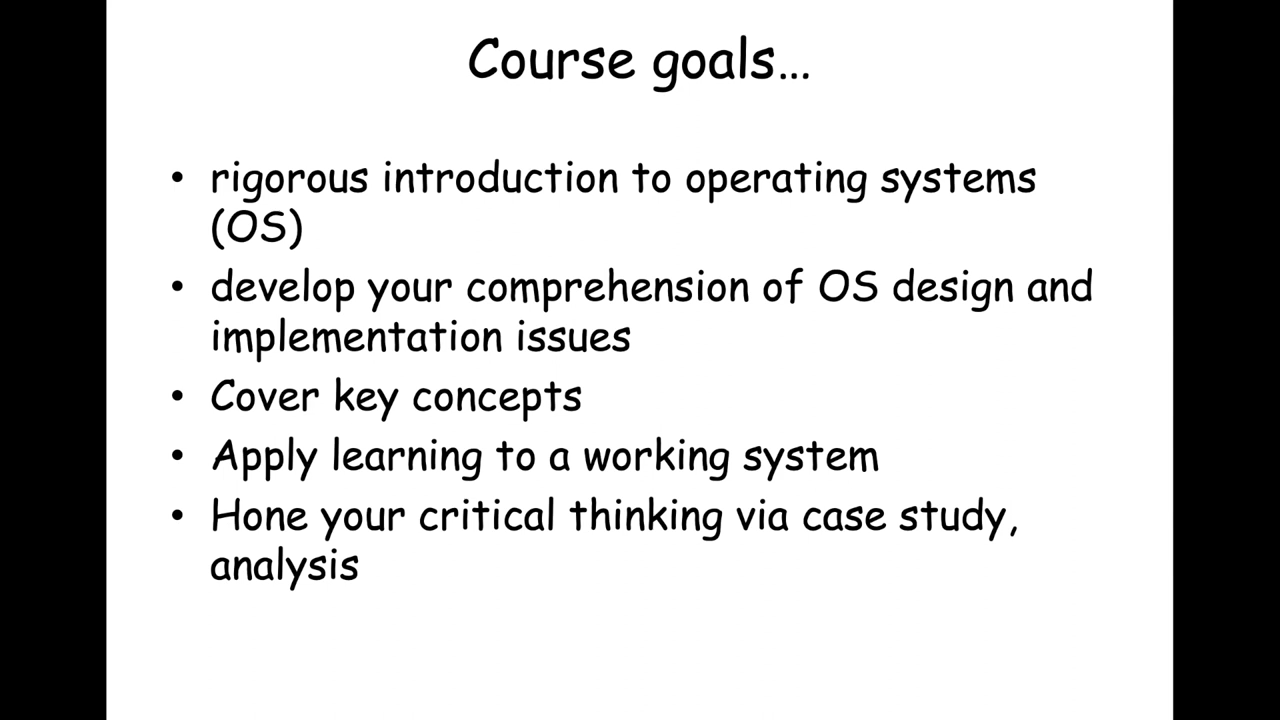 Course goals…
• rigorous introduction to operating systems
(OS)
• develop your comprehension of OS design and
implementation issues
• Cover key concepts
• Apply learning to a working system
• Hone your critical thinking via case study,
analysis